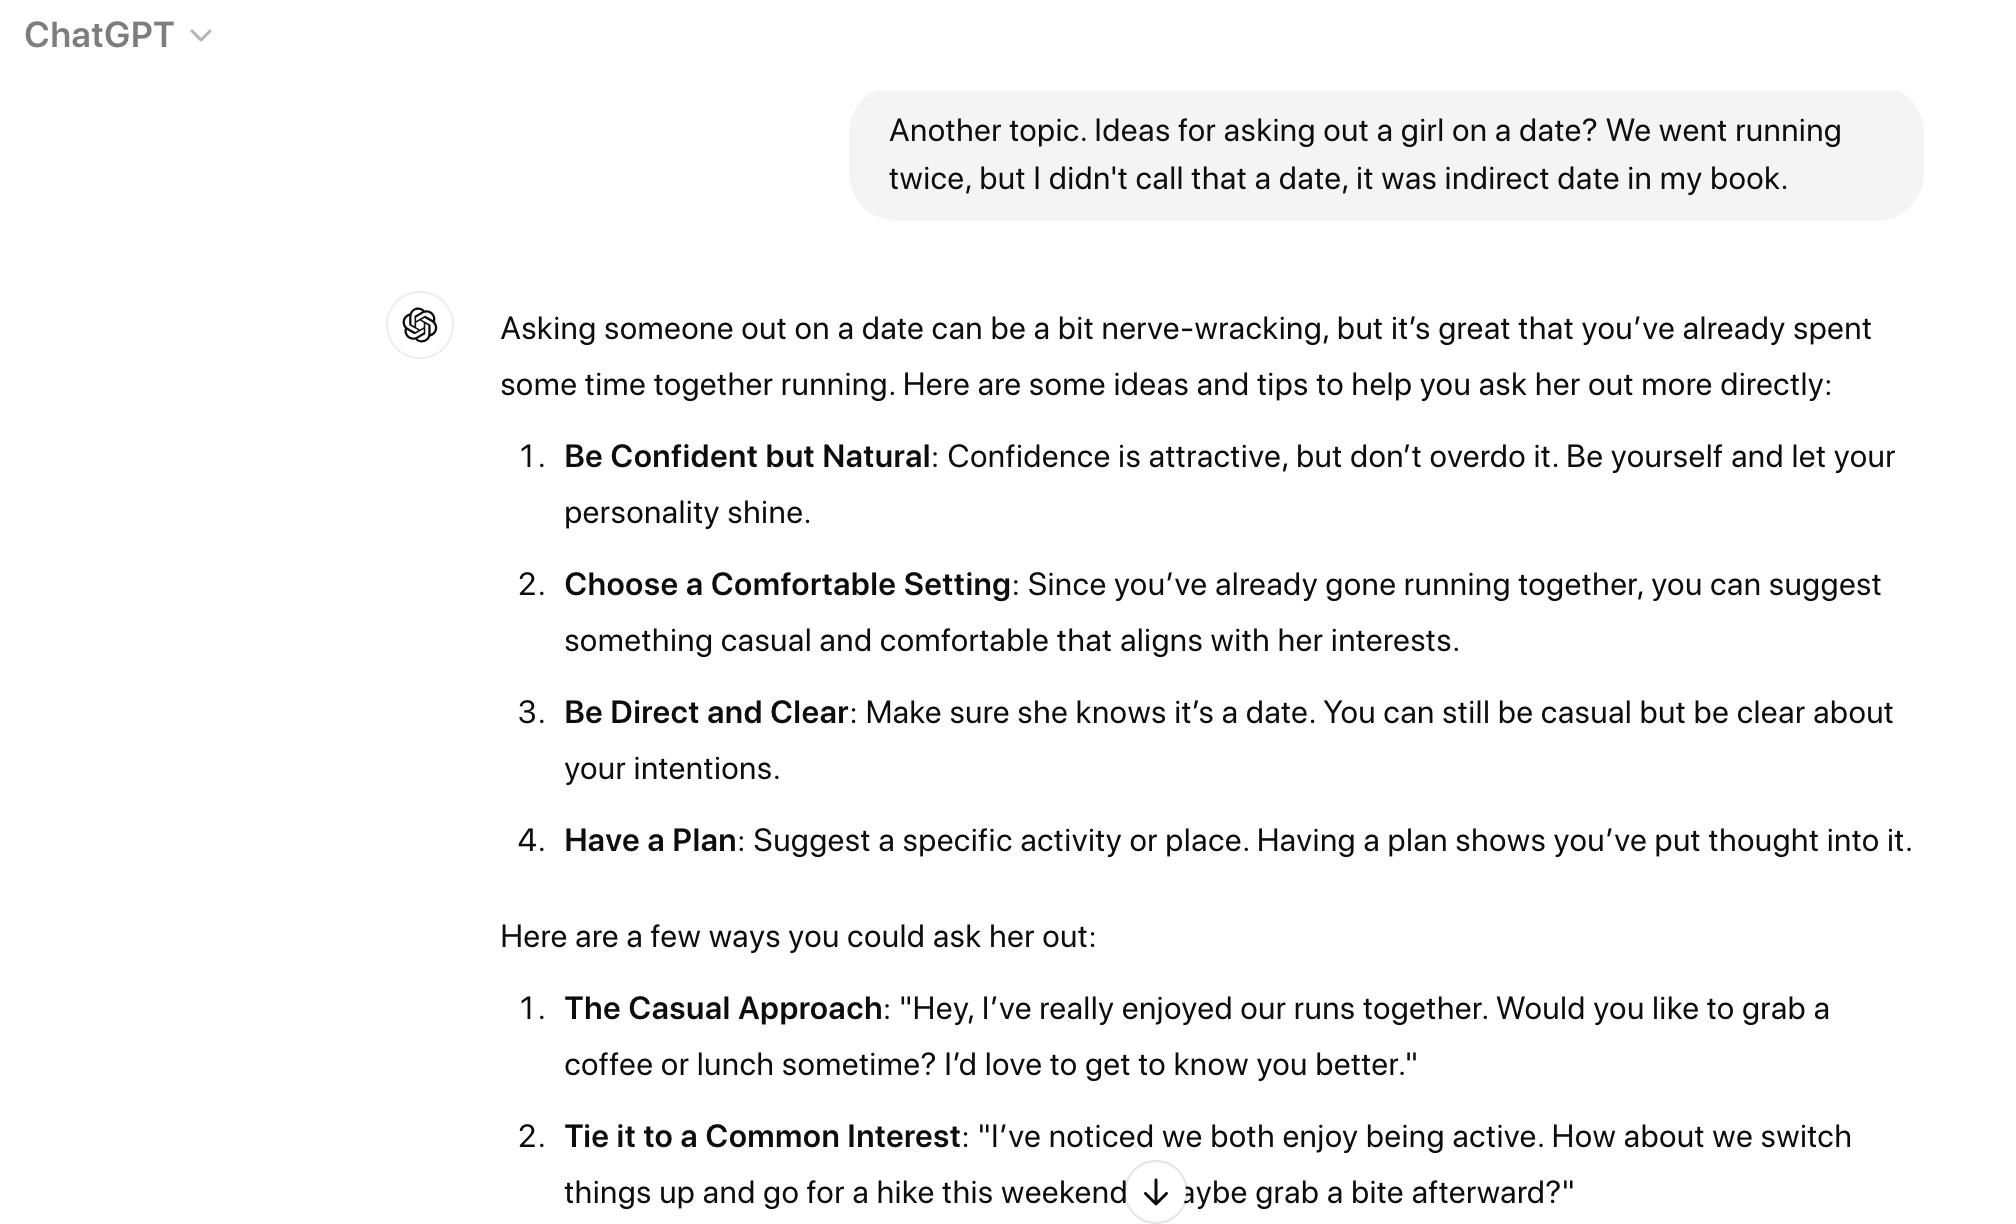 ChatGPT
Another topic. Ideas for asking out a girl on a date? We went running
twice, but I didn't call that a date, it was indirect date in my book.
Asking someone out on a date can be a bit nerve-wracking, but it’s great that you’ve already spent
some time together running. Here are some ideas and tips to help you ask her out more directly:
1. Be Confident but Natural: Confidence is attractive, but don’t overdo it. Be yourself and let your
personality shine.
2. Choose a Comfortable Setting: Since you’ve already gone running together, you can suggest
something casual and comfortable that aligns with her interests.
3. Be Direct and Clear: Make sure she knows it’s a date. You can still be casual but be clear about
your intentions.
4. Have a Plan: Suggest a specific activity or place. Having a plan shows you’ve put thought into it.
Here are a few ways you could ask her out:
1. The Casual Approach: "Hey, I’ve really enjoyed our runs together. Would you like to grab a
coffee or lunch sometime? I’d love to get to know you better."
2. Tie it to a Common Interest: "I’ve noticed we both enjoy being active. How about we switch
things up and go for a hike this weekend aybe grab a bite afterward?"